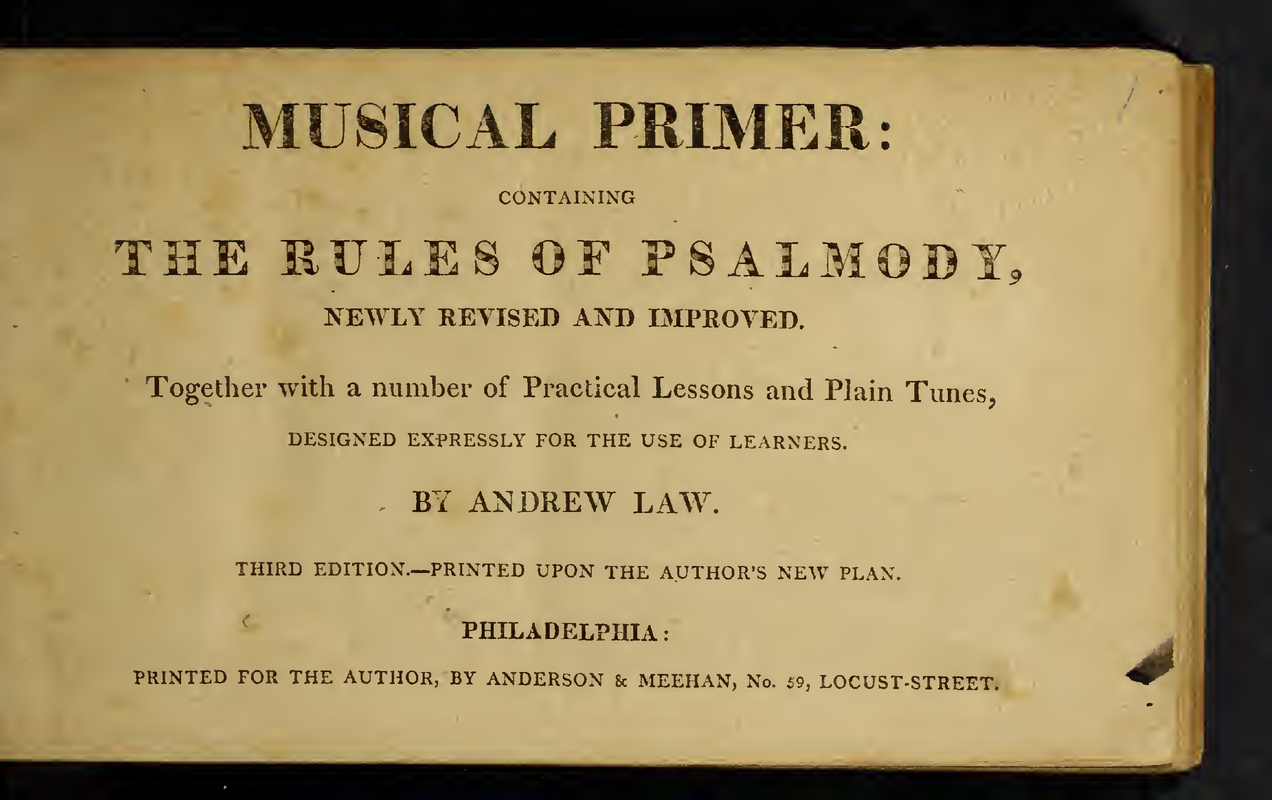 MUSICAL PRIMER:
CONTAINING
THE RULES OF PSALMODY,
NEWLY REVISED AND IMPROVED.
Together with a number of Practical Lessons and Plain Tunes,
DESIGNED EXPRESSLY FOR THE USE OF LEARNERS.
BY ANDREW LAW.
THIRD EDITION.—PRINTED UPON THE AUTHOR'S NEW PLAN.
PHILADELPHIA:
PRINTED FOR THE AUTHOR, BY ANDERSON & MEEHAN, No. 59, LOCUST-STREET.